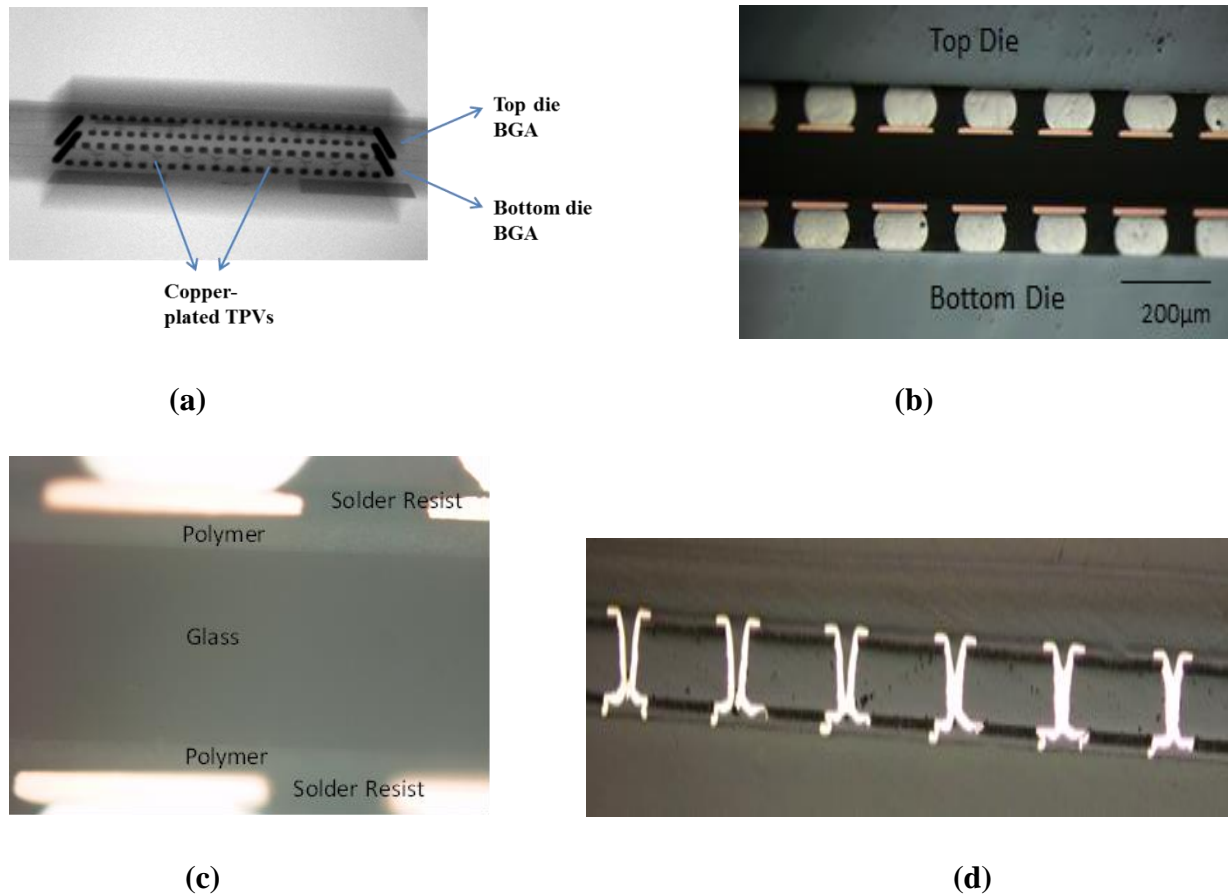 Top die
BGA
Bottom die
BGA
Copper-
plated TPVs
(a)
Top Die
Bottom Die
200µm
(b)
Solder Resist
Polymer
Glass
Polymer
Solder Resist
(c)
(d)